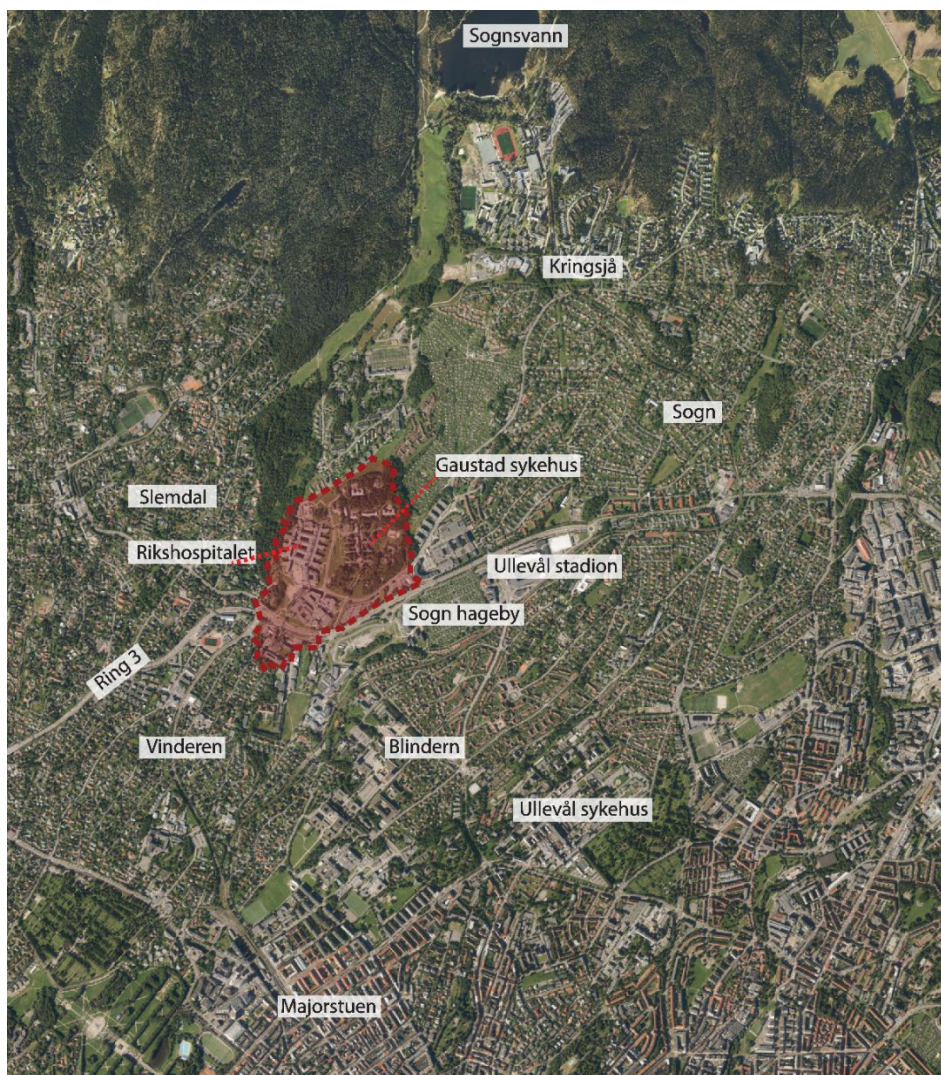 Sognsvann
Kringsjå
Sogn
Gaustad sykehus
Slemdal
Rikshospitalet
Ullevål stadion
Sogn hageby
Ring 3
Vinderen
Blindern
Ullevål sykehus
Majorstuen